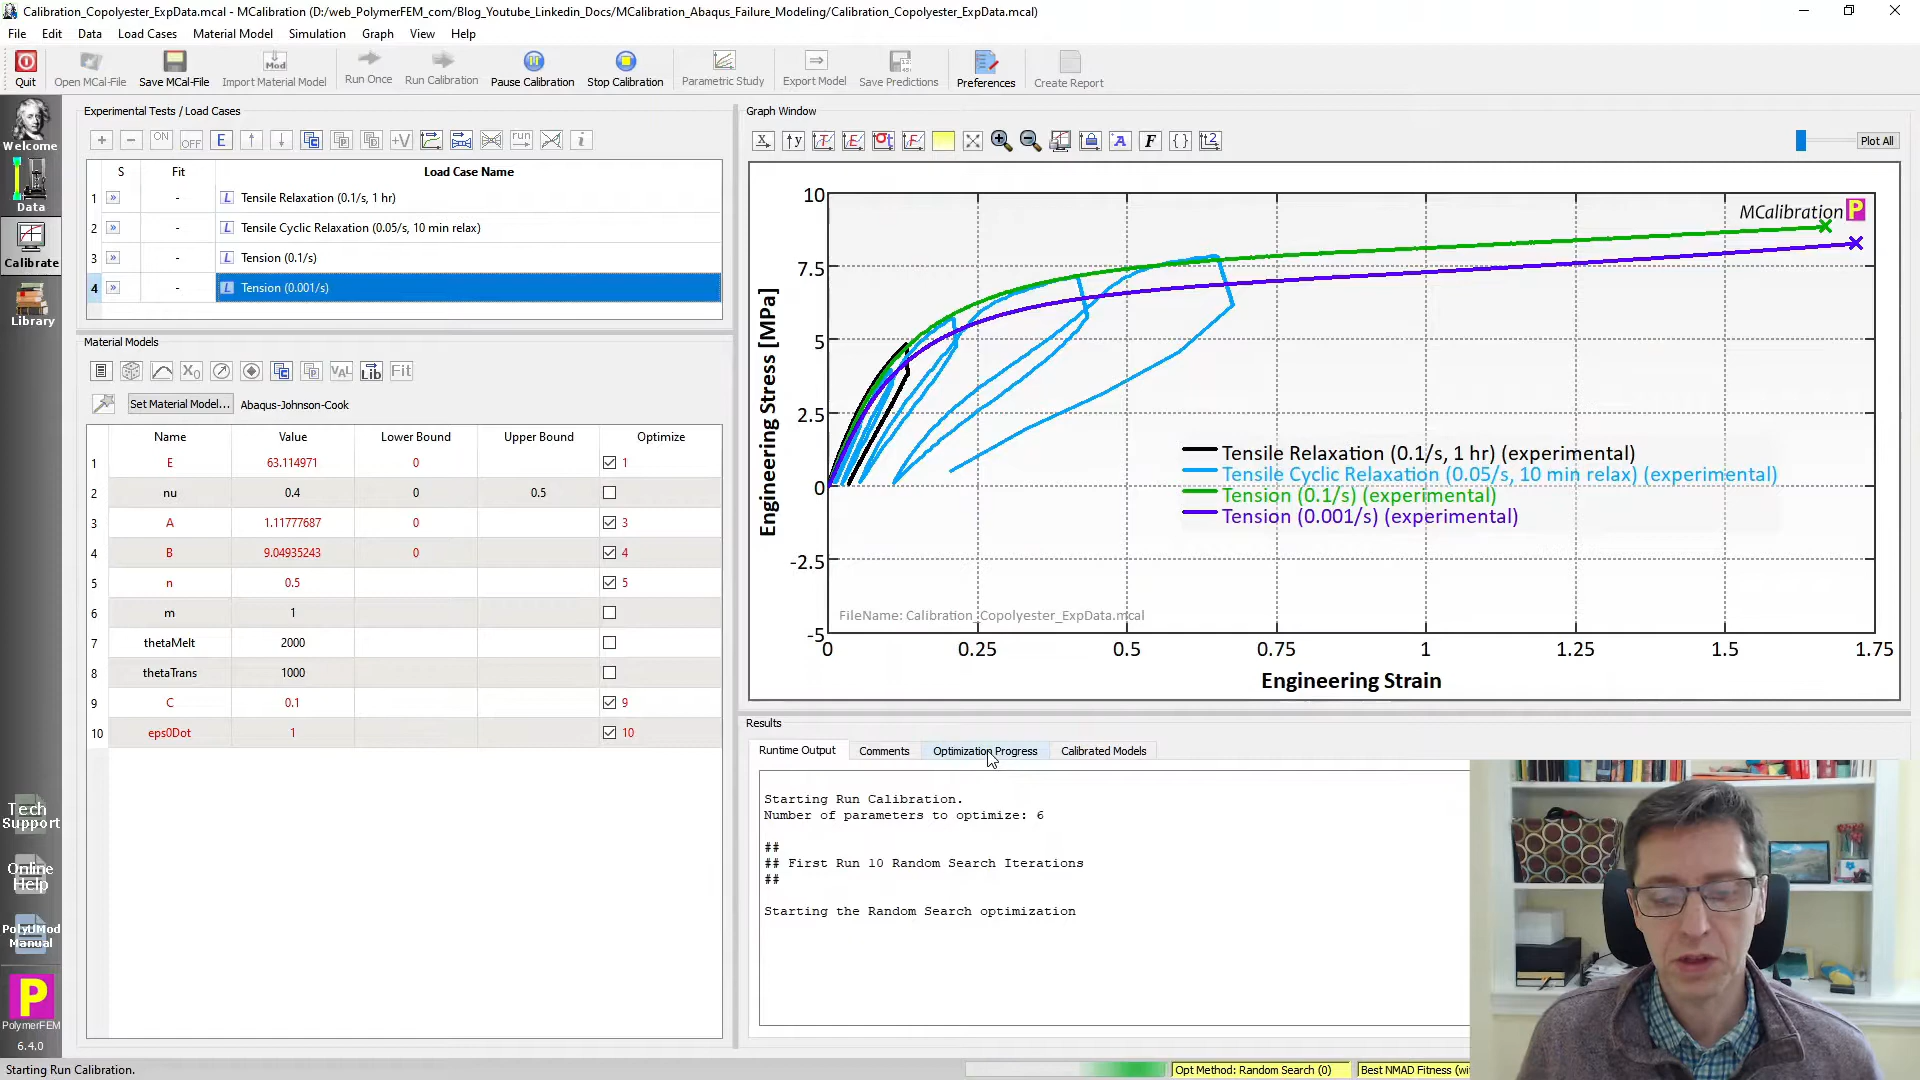 Calibration_Copolyester_ExpData.mcal - MCalibration (D:/web_PolymerFEM_com/Blog_Youtube_Linkedin_Docs/MCalibration_Abaqus_Failure_Modeling/Calibration_Copolyester_ExpData.mcal)
File Edit Data Load Cases Material Model Simulation Graph View Help
Quit Open MCal-File Save MCal-File Import Material Model Run Once Run Calibration Pause Calibration Stop Calibration Parametric Study Export Model Save Predictions Preferences Create Report
Welcome
Data
Calibrate
Library
Tech Support
Online Help
PolyUMod Manual
PolymerFEM
6.4.0
Experimental Tests / Load Cases
ON OFF E +V run i
S Fit Load Case Name
1 » - L Tensile Relaxation (0.1/s, 1 hr)
2 » - L Tensile Cyclic Relaxation (0.05/s, 10 min relax)
3 » - L Tension (0.1/s)
4 » - L Tension (0.001/s)
Material Models
X0 VAL Lib Fit
Set Material Model... Abaqus-Johnson-Cook
Name Value Lower Bound Upper Bound Optimize
1 E 63.114971 0 1
2 nu 0.4 0 0.5
3 A 1.11777687 0 3
4 B 9.04935243 0 4
5 n 0.5 5
6 m 1
7 thetaMelt 2000
8 thetaTrans 1000
9 C 0.1 9
10 eps0Dot 1 10
Graph Window
Plot All
MCalibration P
10
7.5
5
2.5
0
-2.5
-5
Engineering Stress [MPa]
Tensile Relaxation (0.1/s, 1 hr) (experimental)
Tensile Cyclic Relaxation (0.05/s, 10 min relax) (experimental)
Tension (0.1/s) (experimental)
Tension (0.001/s) (experimental)
FileName: Calibration_Copolyester_ExpData.mcal
0 0.25 0.5 0.75 1 1.25 1.5 1.75
Engineering Strain
Results
Runtime Output Comments Optimization Progress Calibrated Models
Starting Run Calibration.
Number of parameters to optimize: 6
##
## First Run 10 Random Search Iterations
##
Starting the Random Search optimization
Starting Run Calibration.
Opt Method: Random Search (0)
Best NMAD Fitness